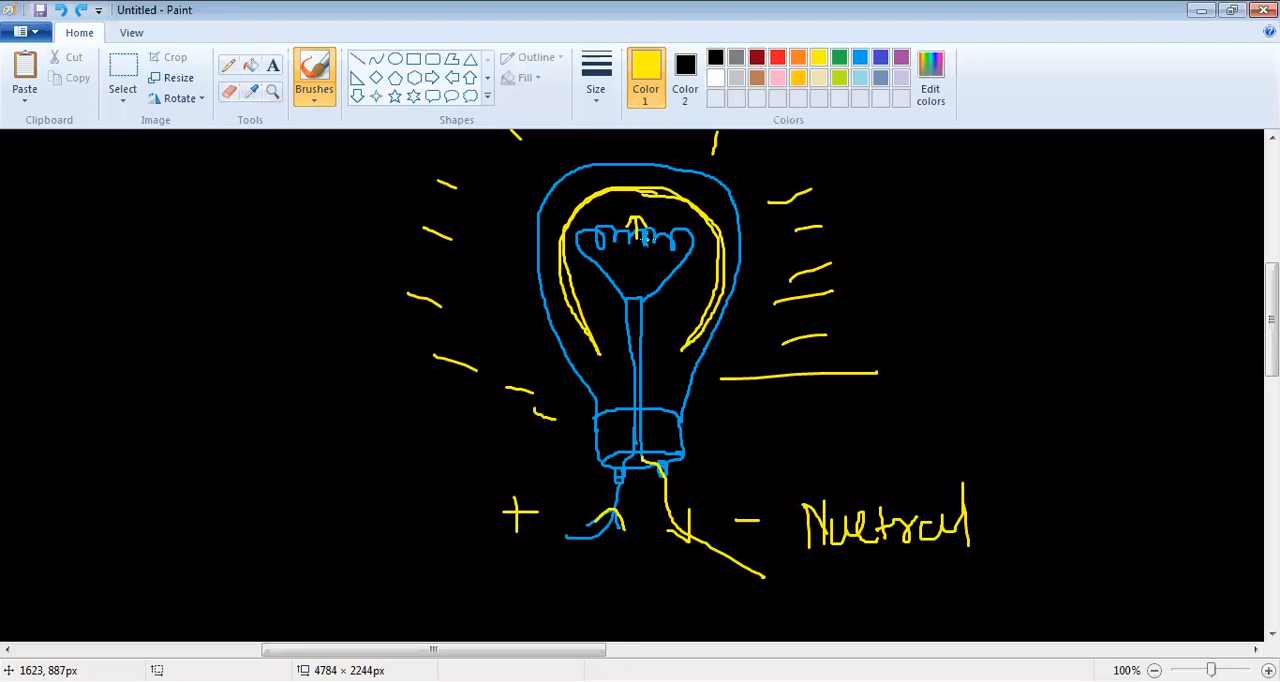 Untitled - Paint
Home View
Paste
Cut
Copy
Clipboard
Select
Crop
Resize
Rotate
Image
A
Tools
Brushes
Outline
Fill
Shapes
Size
Color 1
Color 2
Edit colors
Colors
+ - Nuetral
1623, 887px
4784 × 2244px
100%